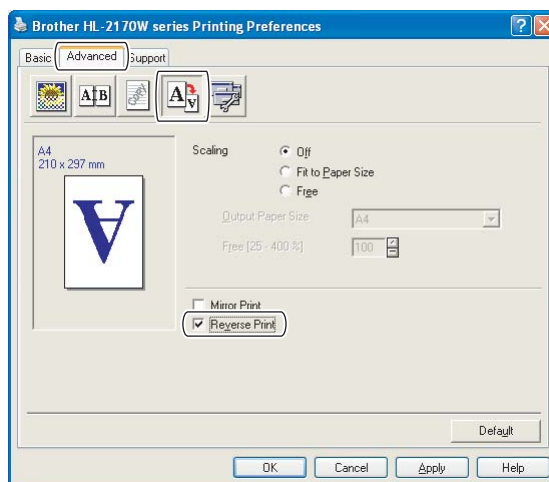 Brother HL-2170W series Printing Preferences
Basic Advanced Support
A B
A A
A4
210 x 297 mm
A
Scaling
Off
Fit to Paper Size
Free
Output Paper Size A4
Free [25 - 400 %] 100
Mirror Print
Reverse Print
Default
OK Cancel Apply Help